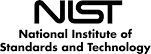 NIST
National Institute of
Standards and Technology